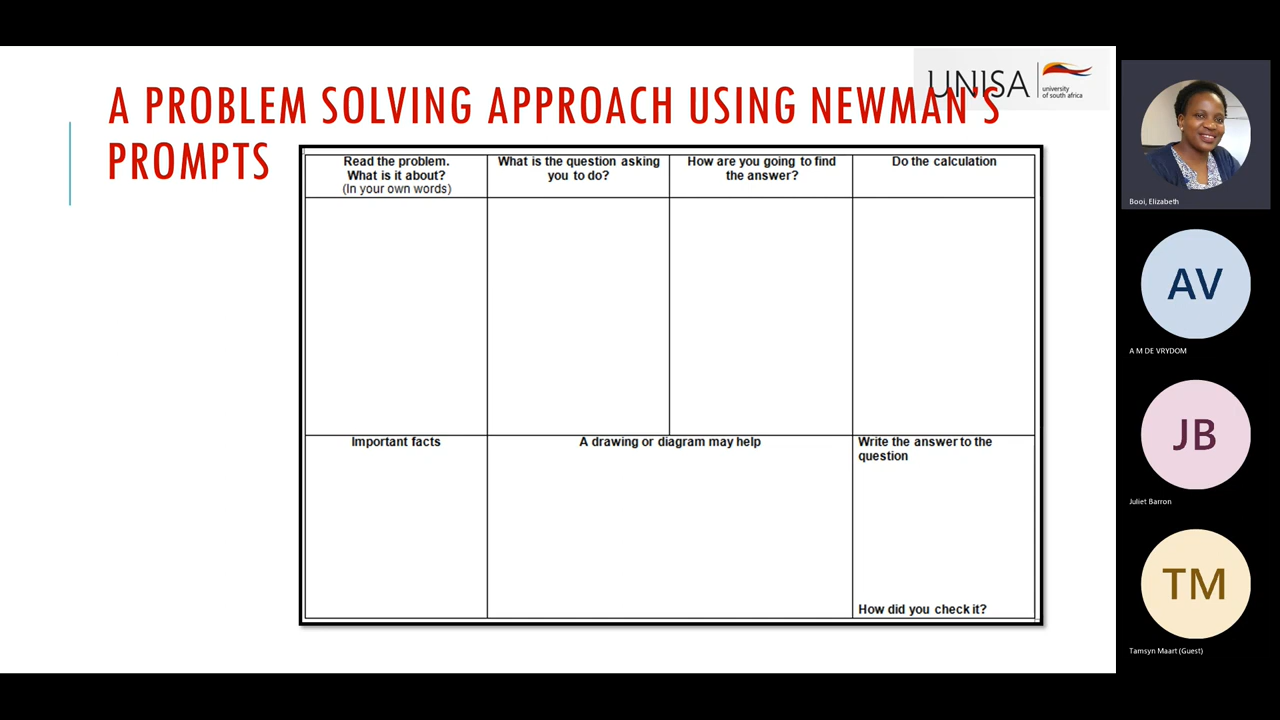 UNISA
university
of south africa
A PROBLEM SOLVING APPROACH USING NEWMAN'S
PROMPTS
Read the problem.
What is it about?
(In your own words)
What is the question asking
you to do?
How are you going to find
the answer?
Do the calculation
Important facts
A drawing or diagram may help
Write the answer to the
question
How did you check it?
Booi, Elizabeth
AV
A M DE VRYDOM
JB
Juliet Barron
TM
Tamsyn Maart (Guest)